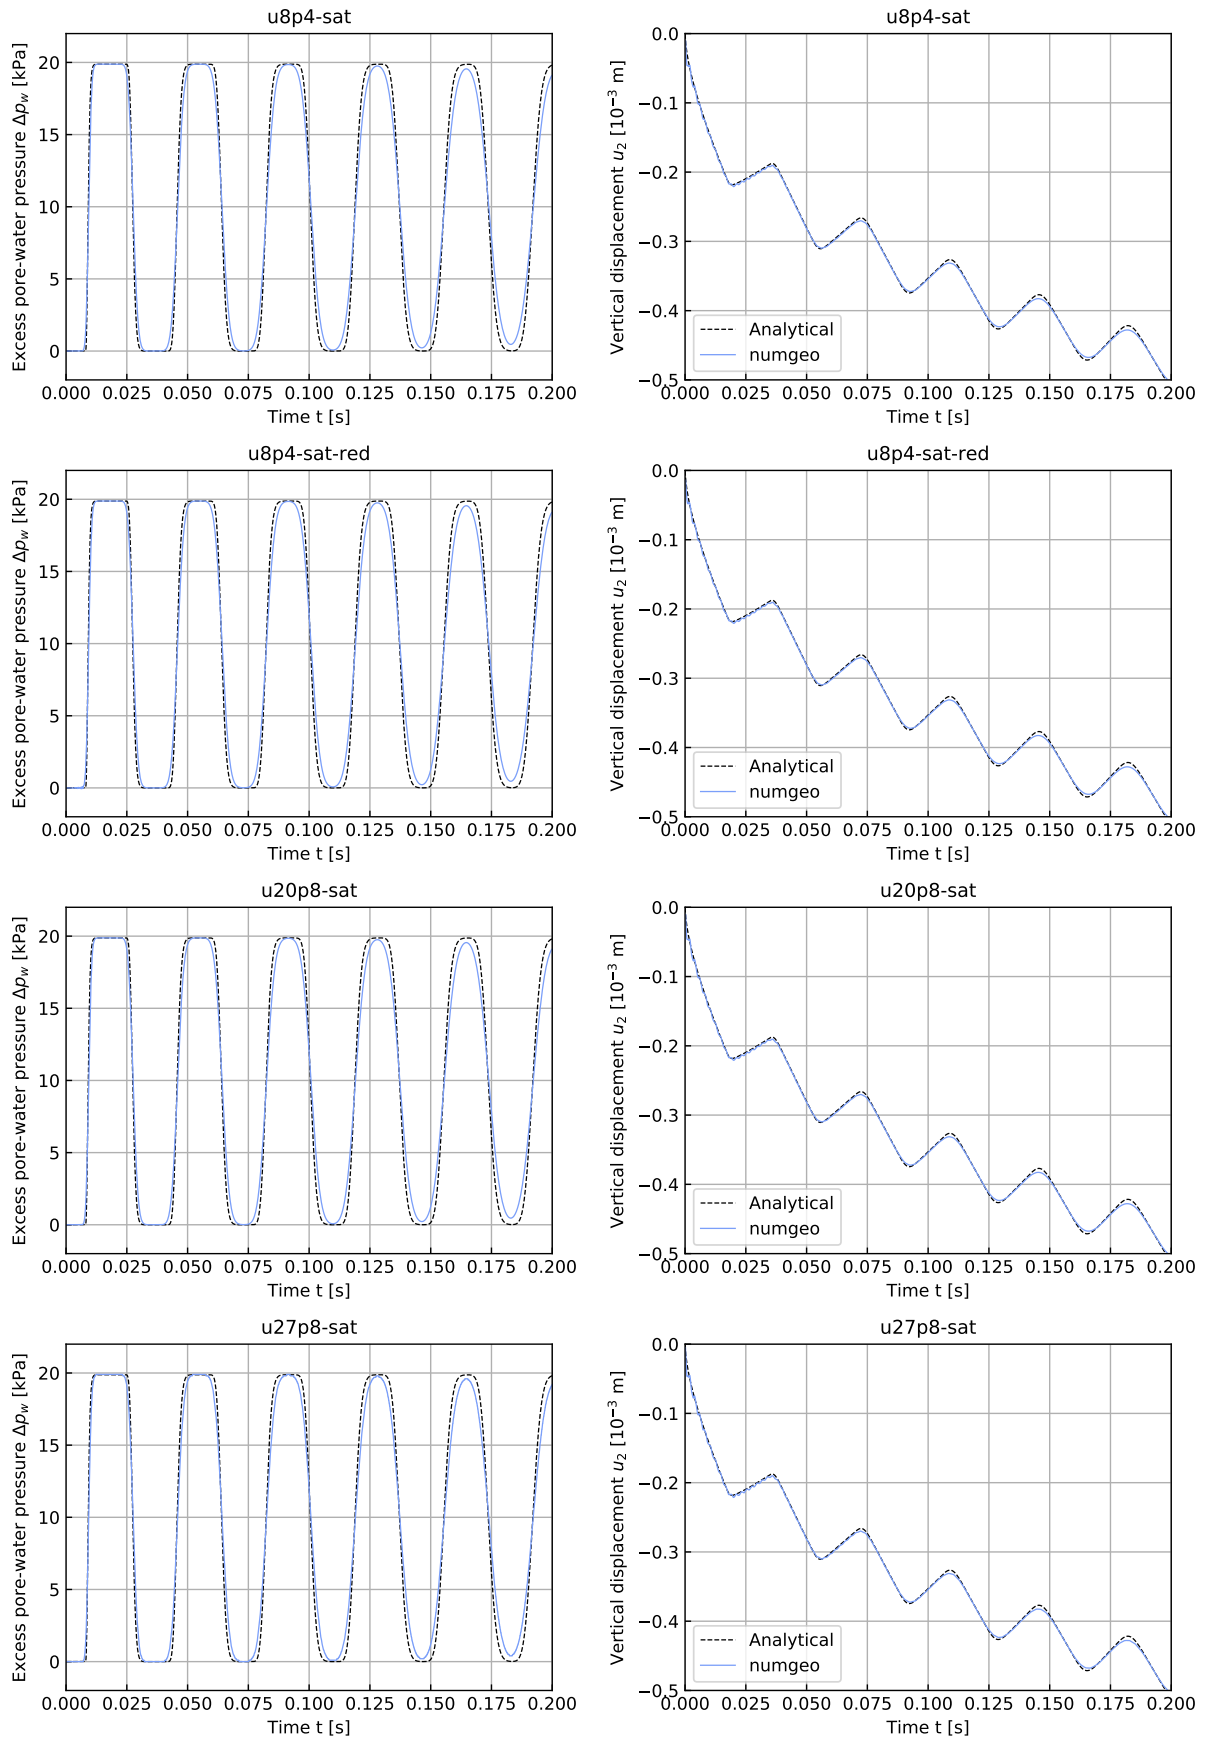 u8p4-sat
u8p4-sat
Excess pore-water pressure Δp_w [kPa]
20
15
10
5
0
0.000 0.025 0.050 0.075 0.100 0.125 0.150 0.175 0.200
Time t [s]
Vertical displacement u_2 [10^−3 m]
0.0
−0.1
−0.2
−0.3
−0.4
−0.5
Analytical
numgeo
0.000 0.025 0.050 0.075 0.100 0.125 0.150 0.175 0.200
Time t [s]
u8p4-sat-red
u8p4-sat-red
Excess pore-water pressure Δp_w [kPa]
20
15
10
5
0
0.000 0.025 0.050 0.075 0.100 0.125 0.150 0.175 0.200
Time t [s]
Vertical displacement u_2 [10^−3 m]
0.0
−0.1
−0.2
−0.3
−0.4
−0.5
Analytical
numgeo
0.000 0.025 0.050 0.075 0.100 0.125 0.150 0.175 0.200
Time t [s]
u20p8-sat
u20p8-sat
Excess pore-water pressure Δp_w [kPa]
20
15
10
5
0
0.000 0.025 0.050 0.075 0.100 0.125 0.150 0.175 0.200
Time t [s]
Vertical displacement u_2 [10^−3 m]
0.0
−0.1
−0.2
−0.3
−0.4
−0.5
Analytical
numgeo
0.000 0.025 0.050 0.075 0.100 0.125 0.150 0.175 0.200
Time t [s]
u27p8-sat
u27p8-sat
Excess pore-water pressure Δp_w [kPa]
20
15
10
5
0
0.000 0.025 0.050 0.075 0.100 0.125 0.150 0.175 0.200
Time t [s]
Vertical displacement u_2 [10^−3 m]
0.0
−0.1
−0.2
−0.3
−0.4
−0.5
Analytical
numgeo
0.000 0.025 0.050 0.075 0.100 0.125 0.150 0.175 0.200
Time t [s]